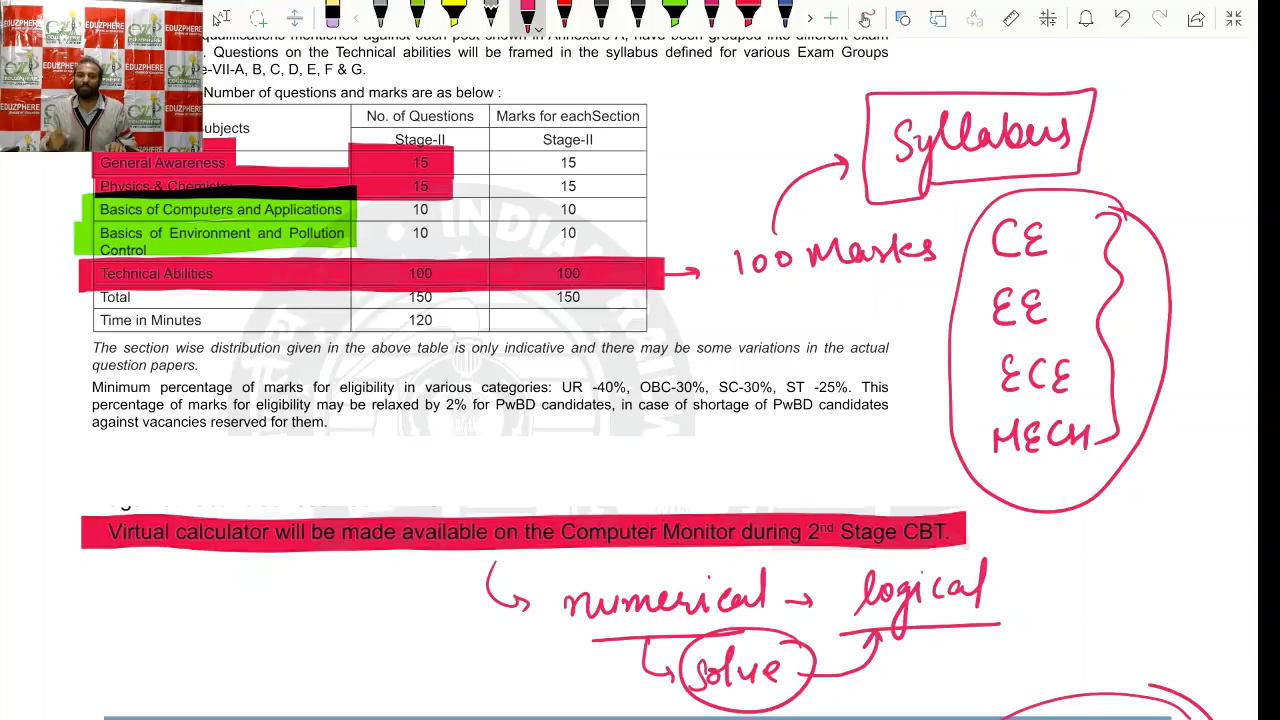 EDUZPHERE
Questions on the Technical abilities will be framed in the syllabus defined for various Exam Groups
e-VII-A, B, C, D, E, F & G.
Number of questions and marks are as below :
Subjects No. of Questions Marks for eachSection
Stage-II Stage-II
General Awareness 15 15
Physics & Chemistry 15 15
Basics of Computers and Applications 10 10
Basics of Environment and Pollution 10 10
Control
Technical Abilities 100 100
Total 150 150
Time in Minutes 120
The section wise distribution given in the above table is only indicative and there may be some variations in the actual
question papers.
Minimum percentage of marks for eligibility in various categories: UR -40%, OBC-30%, SC-30%, ST -25%. This
percentage of marks for eligibility may be relaxed by 2% for PwBD candidates, in case of shortage of PwBD candidates
against vacancies reserved for them.
Syllabus
100 Marks
CE
EE
ECE
MECH
Virtual calculator will be made available on the Computer Monitor during 2nd Stage CBT.
numerical → logical
solve